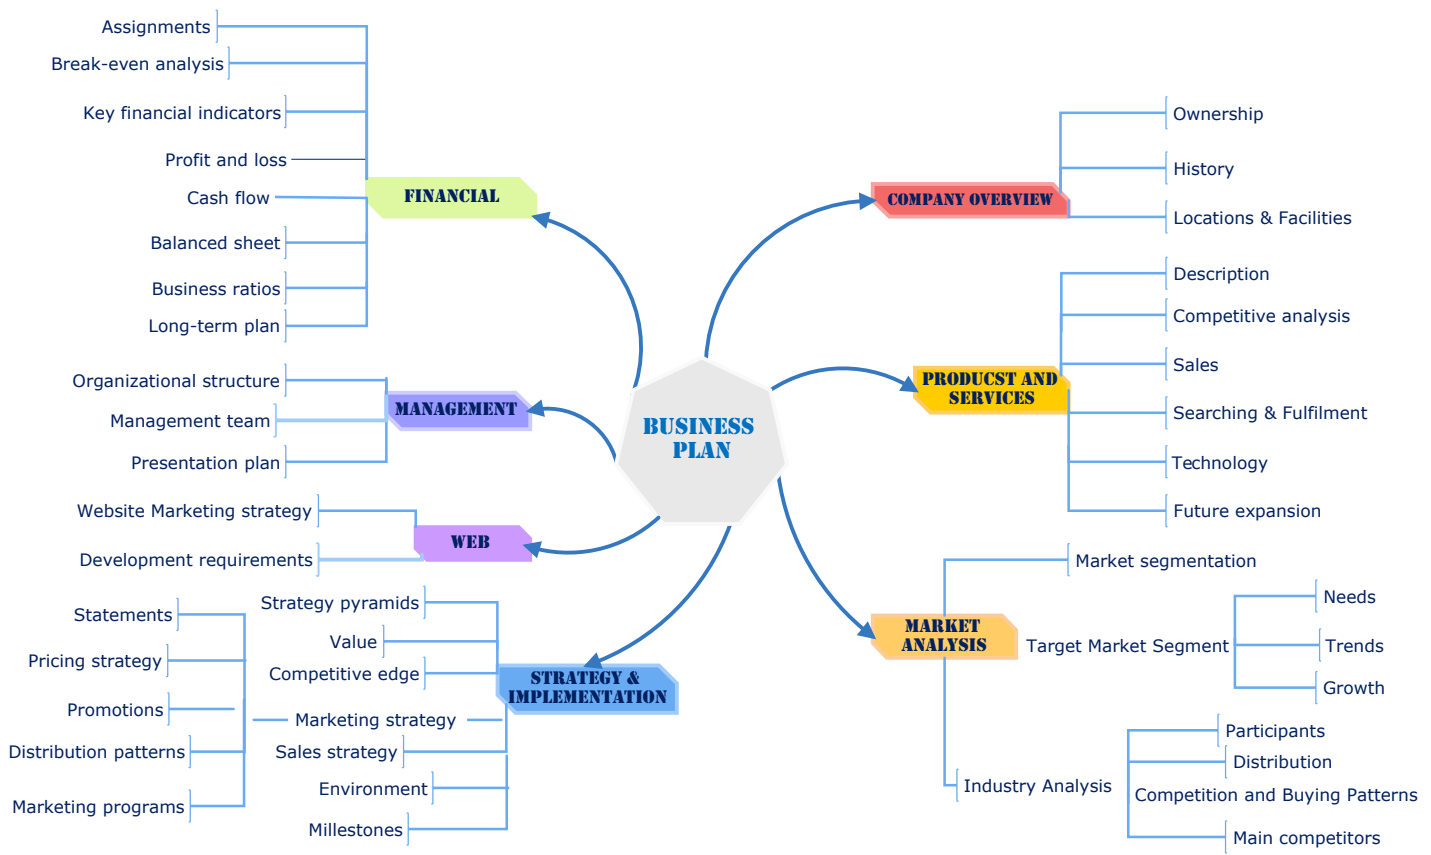 Assignments
Break-even analysis
Key financial indicators
Profit and loss
Cash flow
Balanced sheet
Business ratios
Long-term plan
FINANCIAL
Organizational structure
Management team
Presentation plan
MANAGEMENT
Website Marketing strategy
Development requirements
WEB
Strategy pyramids
Value
Competitive edge
Marketing strategy
Sales strategy
Environment
Millestones
STRATEGY &
IMPLEMENTATION
Statements
Pricing strategy
Promotions
Distribution patterns
Marketing programs
BUSINESS
PLAN
COMPANY OVERVIEW
Ownership
History
Locations & Facilities
PRODUCST AND
SERVICES
Description
Competitive analysis
Sales
Searching & Fulfilment
Technology
Future expansion
MARKET
ANALYSIS
Market segmentation
Target Market Segment
Needs
Trends
Growth
Industry Analysis
Participants
Distribution
Competition and Buying Patterns
Main competitors